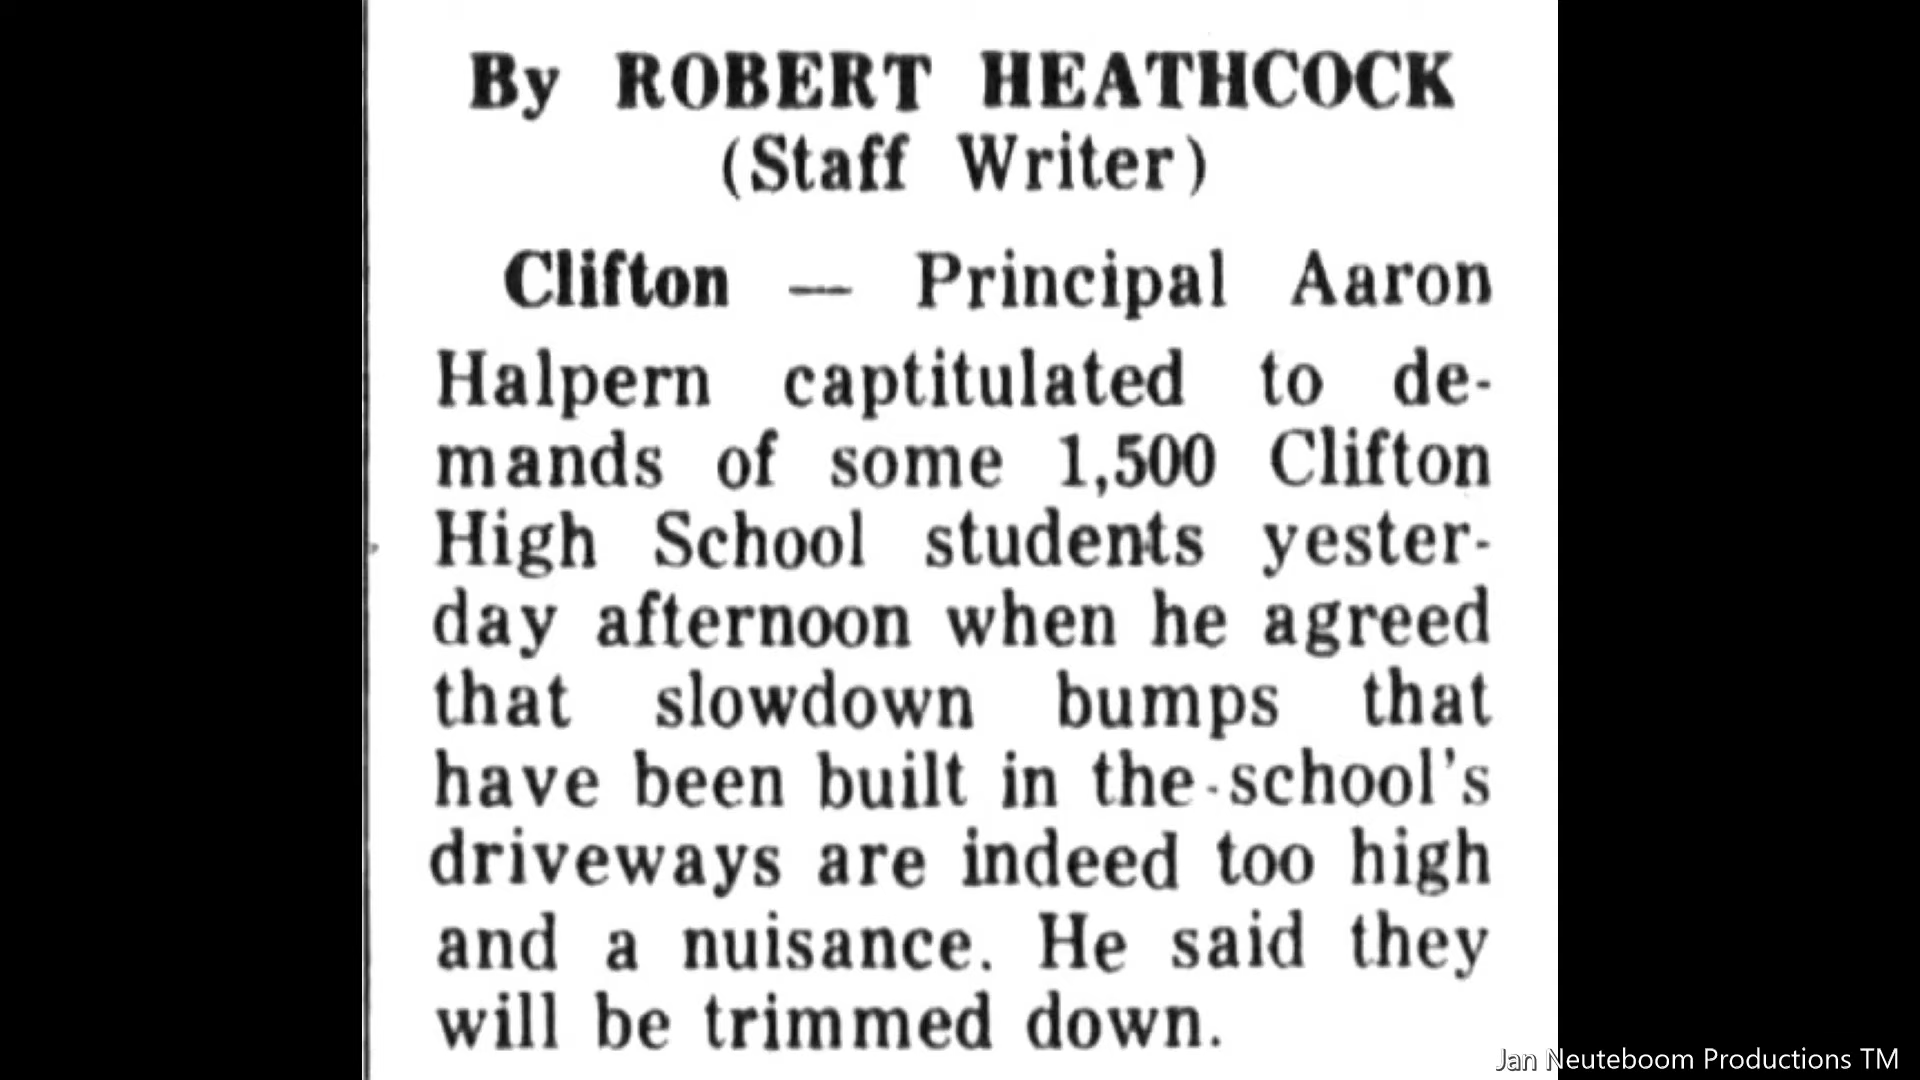 By ROBERT HEATHCOCK
(Staff Writer)
Clifton — Principal Aaron
Halpern captitulated to de-
mands of some 1,500 Clifton
High School students yester-
day afternoon when he agreed
that slowdown bumps that
have been built in the school's
driveways are indeed too high
and a nuisance. He said they
will be trimmed down.
Jan Neuteboom Productions TM